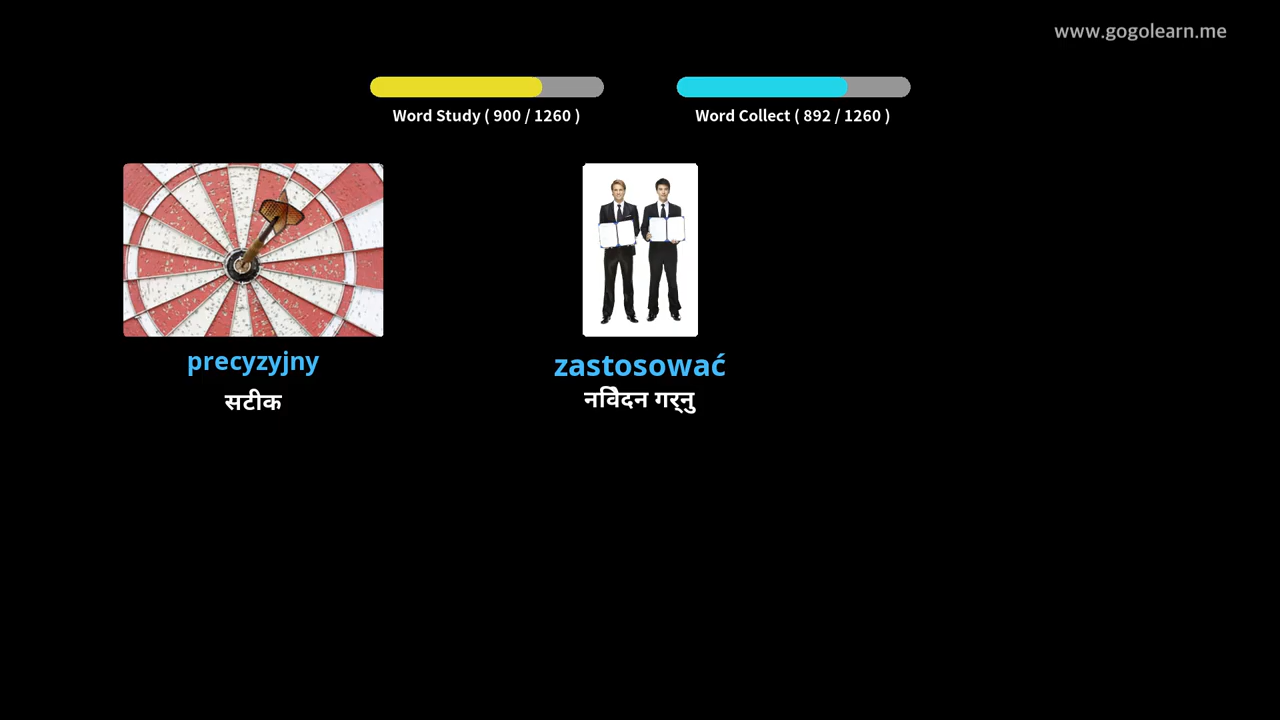 www.gogolearn.me
Word Study ( 900 / 1260 )
Word Collect ( 892 / 1260 )
precyzyjny
सटीक
zastosować
निवेदन गर्नु